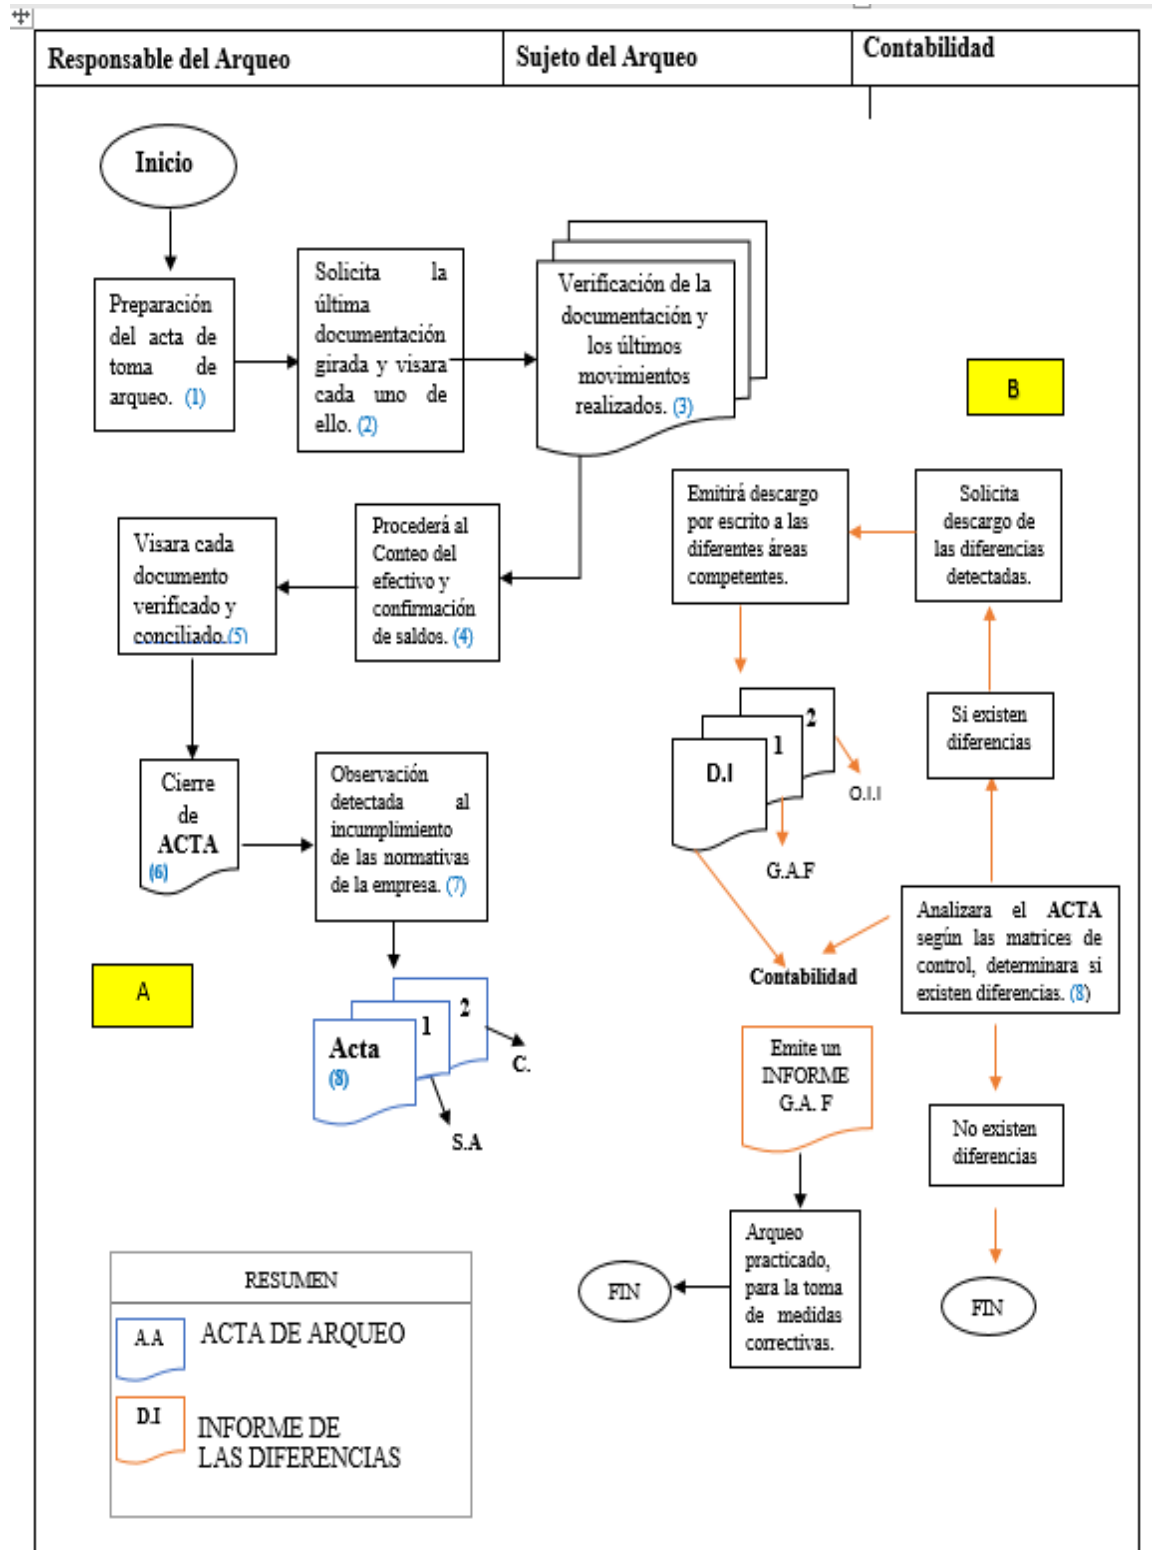 Responsable del Arqueo
Sujeto del Arqueo
Contabilidad
Inicio
Preparación
del acta de
toma de
arqueo. (1)
Solicita la
última
documentación
girada y visara
cada uno de
ello. (2)
Verificación de la
documentación y
los últimos
movimientos
realizados. (3)
B
Procederá al
Conteo del
efectivo y
confirmación
de saldos. (4)
Visara cada
documento
verificado y
conciliado.(5)
Emitirá descargo
por escrito a las
diferentes áreas
competentes.
Solicita
descargo de
las diferencias
detectadas.
Si existen
diferencias
D.I
1
2
O.I.I
G.A.F
Cierre
de
ACTA
(6)
Observación
detectada al
incumplimiento
de las normativas
de la empresa. (7)
Analizara el ACTA
según las matrices de
control, determinara si
existen diferencias. (8)
Contabilidad
A
Acta
(8)
1
2
C.
S.A
Emite un
INFORME
G.A. F
No existen
diferencias
Arqueo
practicado,
para la toma
de medidas
correctivas.
FIN
FIN
RESUMEN
A.A
ACTA DE ARQUEO
D.I
INFORME DE
LAS DIFERENCIAS